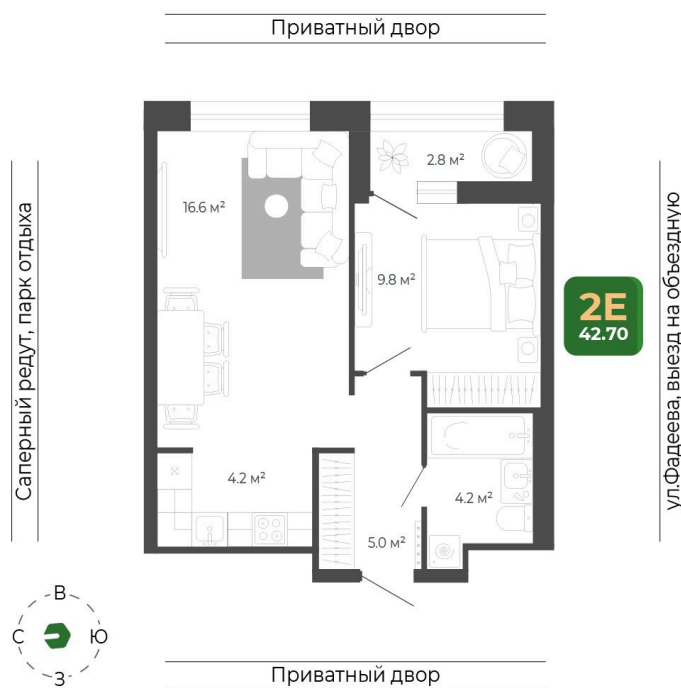 Приватный двор
2.8 м²
16.6 м²
Саперный редут, парк отдыха
9.8 м²
2Е
42.70
ул.Фадеева, выезд на объездную
4.2 м²
4.2 м²
5.0 м²
В
С
Ю
З
Приватный двор